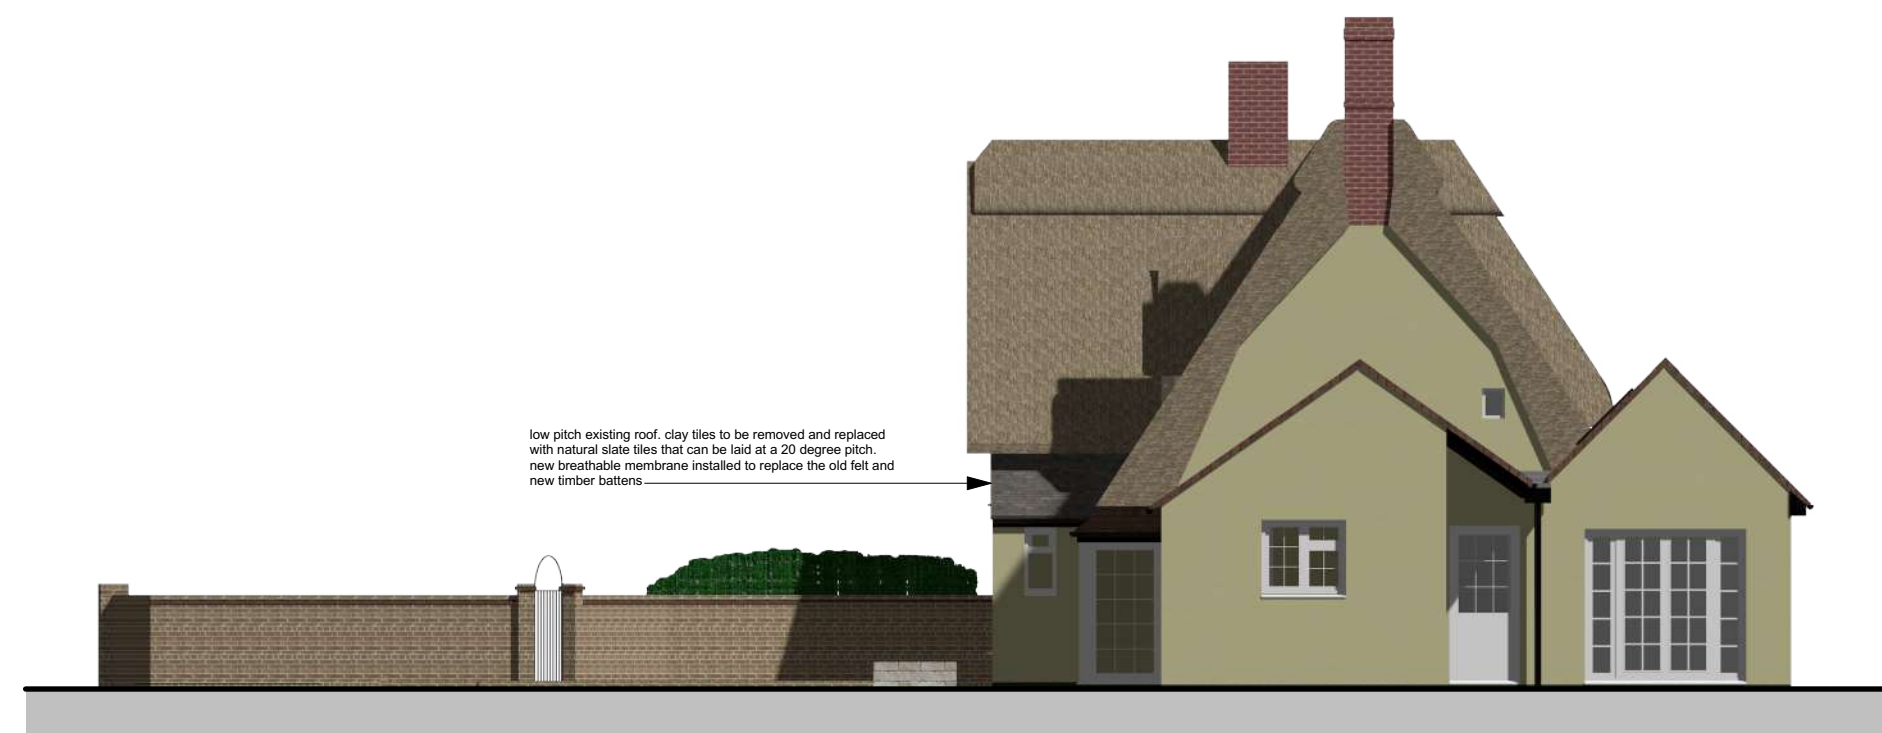 low pitch existing roof. clay tiles to be removed and replaced
with natural slate tiles that can be laid at a 20 degree pitch.
new breathable membrane installed to replace the old felt and
new timber battens